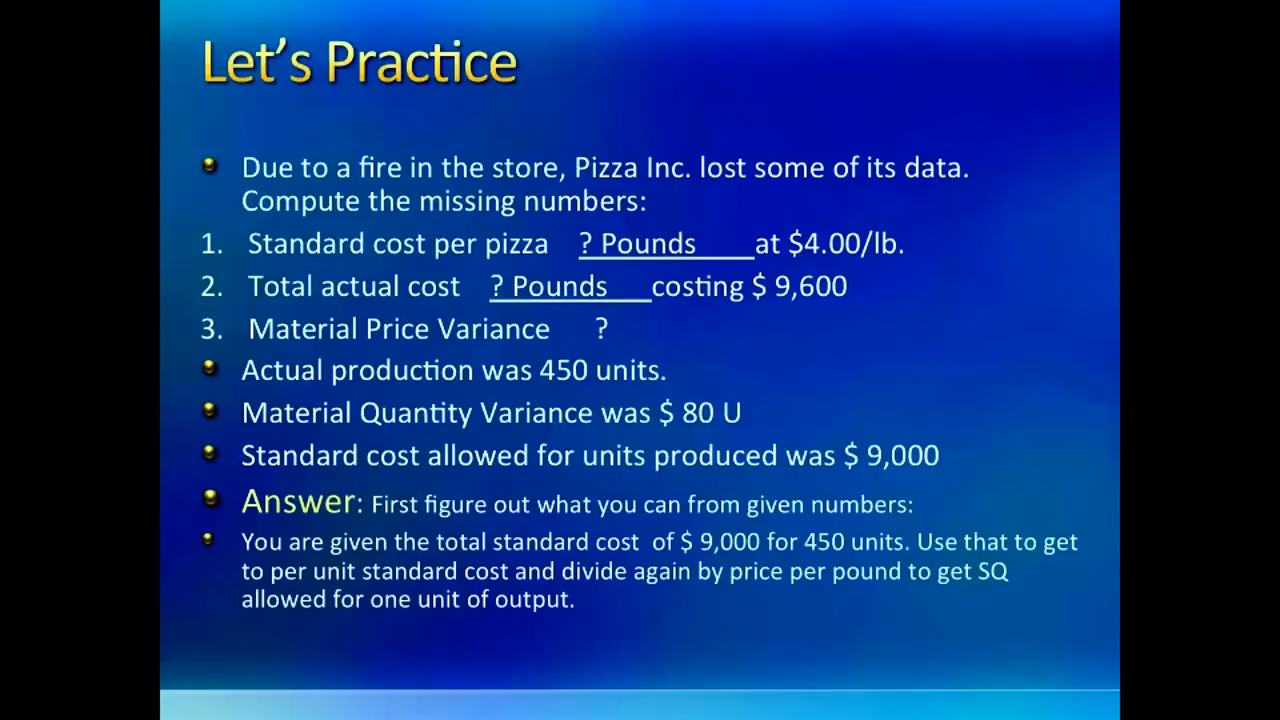 Let's Practice
Due to a fire in the store, Pizza Inc. lost some of its data.
Compute the missing numbers:
1. Standard cost per pizza ? Pounds at $4.00/lb.
2. Total actual cost ? Pounds costing $ 9,600
3. Material Price Variance ?
Actual production was 450 units.
Material Quantity Variance was $ 80 U
Standard cost allowed for units produced was $ 9,000
Answer: First figure out what you can from given numbers:
You are given the total standard cost of $ 9,000 for 450 units. Use that to get
to per unit standard cost and divide again by price per pound to get SQ
allowed for one unit of output.